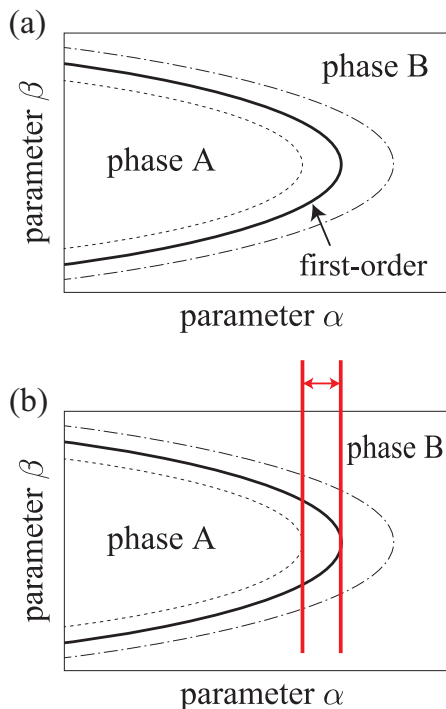 (a)
phase B
phase A
first-order
parameter β
parameter α
(b)
phase B
phase A
parameter β
parameter α